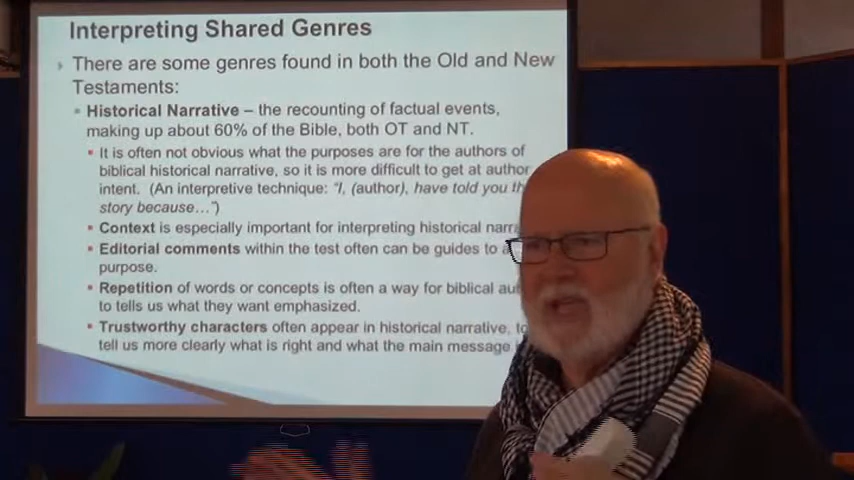 Interpreting Shared Genres
There are some genres found in both the Old and New
Testaments:
Historical Narrative – the recounting of factual events,
making up about 60% of the Bible, both OT and NT.
It is often not obvious what the purposes are for the authors of
biblical historical narrative, so it is more difficult to get at author
intent. (An interpretive technique: "I, (author), have told you
story because…")
Context is especially important for interpreting historical
Editorial comments within the test often can be guides to
purpose.
Repetition of words or concepts is often a way for biblical
to tells us what they want emphasized.
Trustworthy characters often appear in historical narrative,
tell us more clearly what is right and what the main message